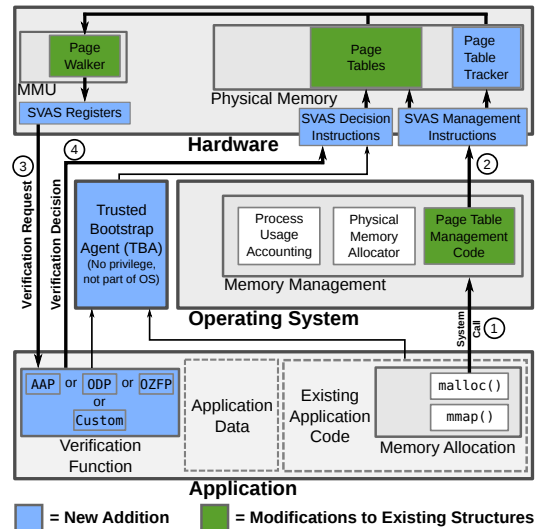 Page
Walker
MMU
SVAS Registers
Page
Tables
Page
Table
Tracker
Physical Memory
SVAS Decision
Instructions
SVAS Management
Instructions
Hardware
3
4
2
Verification Request
Verification Decision
Trusted
Bootstrap
Agent (TBA)
(No privilege,
not part of OS)
Process
Usage
Accounting
Physical
Memory
Allocator
Page Table
Management
Code
Memory Management
Operating System
System
Call
1
AAP or ODP or OZFP
or
Custom
Verification
Function
Application
Data
Existing
Application
Code
malloc()
mmap()
Memory Allocation
Application
= New Addition
= Modifications to Existing Structures